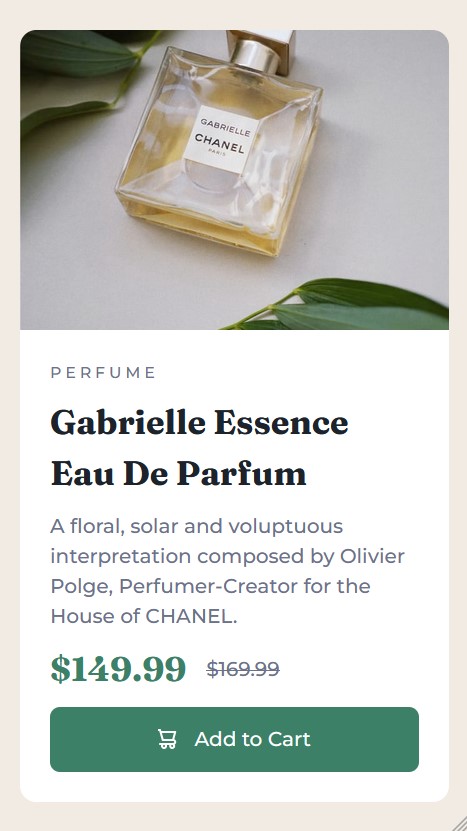 GABRIELLE
CHANEL
PARIS
PERFUME
Gabrielle Essence
Eau De Parfum
A floral, solar and voluptuous
interpretation composed by Olivier
Polge, Perfumer-Creator for the
House of CHANEL.
$149.99 $169.99
Add to Cart